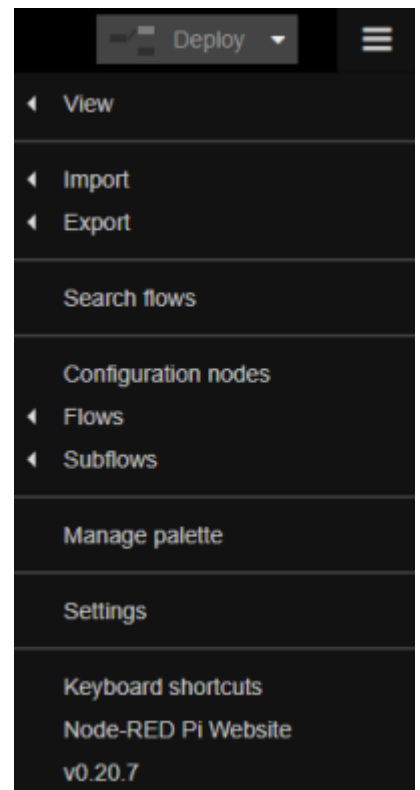 Deploy
View
Import
Export
Search flows
Configuration nodes
Flows
Subflows
Manage palette
Settings
Keyboard shortcuts
Node-RED Pi Website
v0.20.7